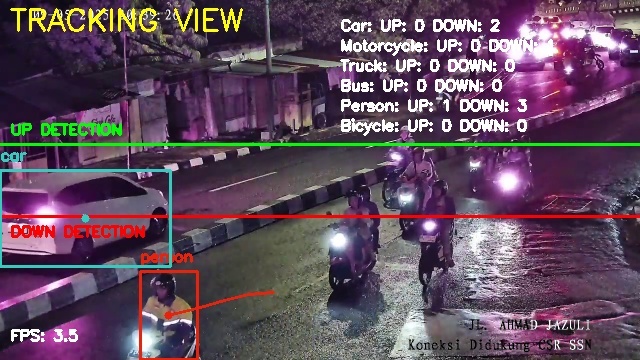 TRACKING VIEW
Car: UP: 0 DOWN: 2
Motorcycle: UP: 0 DOWN:
Truck: UP: 0 DOWN: 0
Bus: UP: 0 DOWN: 0
Person: UP: 1 DOWN: 3
Bicycle: UP: 0 DOWN: 0
UP DETECTION
car
DOWN DETECTION
person
FPS: 3.5
JL. AHMAD JAZULI
Koneksi Didukung CSR SSN